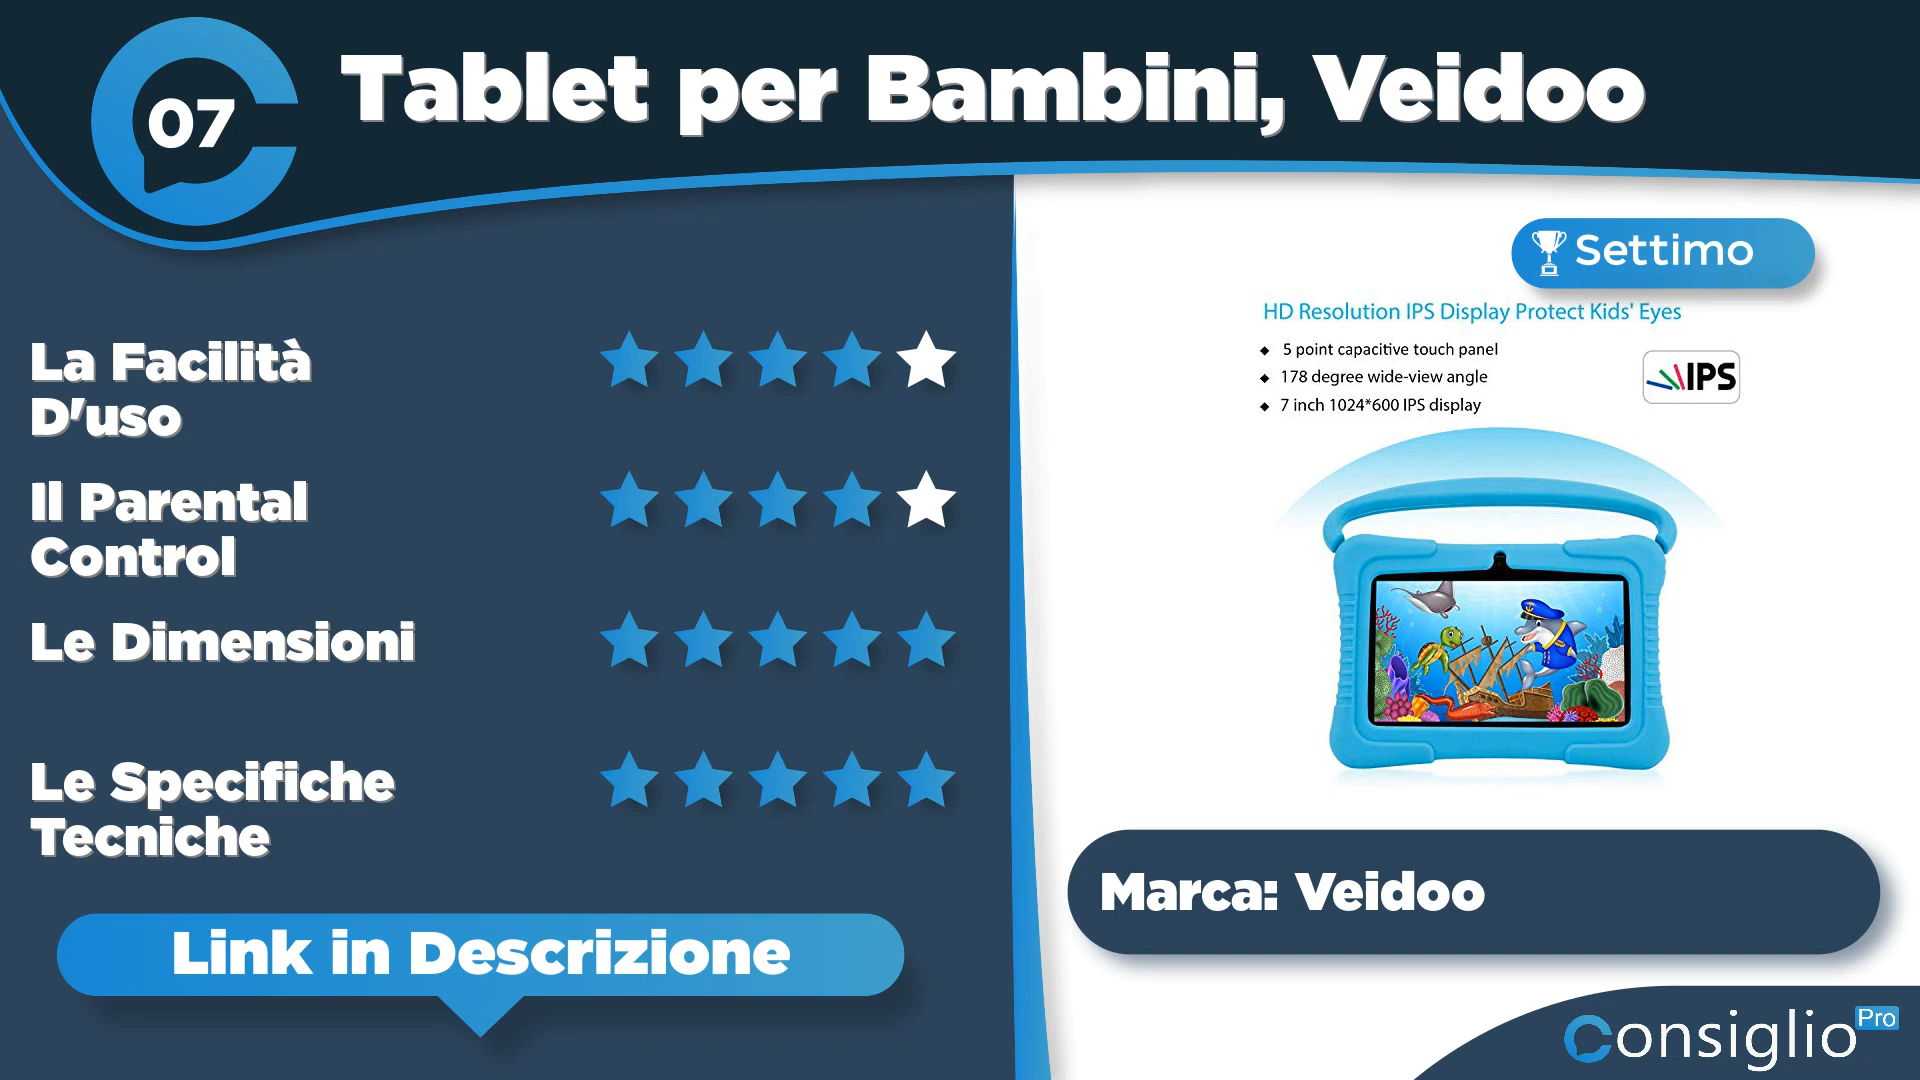 07
Tablet per Bambini, Veidoo
Settimo
HD Resolution IPS Display Protect Kids' Eyes
◆ 5 point capacitive touch panel
◆ 178 degree wide-view angle
◆ 7 inch 1024*600 IPS display
IPS
La Facilità
D'uso
Il Parental
Control
Le Dimensioni
Le Specifiche
Tecniche
Link in Descrizione
Marca: Veidoo
Consiglio Pro